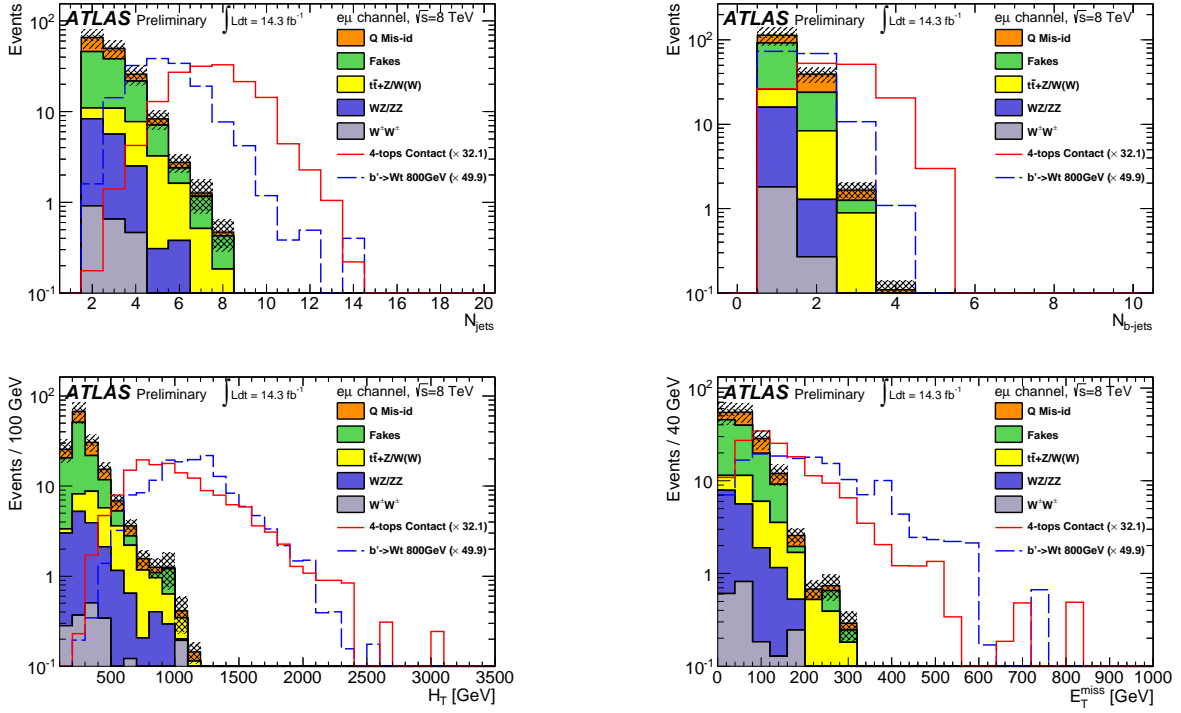 ATLAS Preliminary ∫ Ldt = 14.3 fb⁻¹ eμ channel, √s=8 TeV
Events
10²
10
1
10⁻¹
Q Mis-id
Fakes
tt̄+Z/W(W)
WZ/ZZ
W±W±
4-tops Contact (× 32.1)
b'->Wt 800GeV (× 49.9)
2 4 6 8 10 12 14 16 18 20
N_jets
ATLAS Preliminary ∫ Ldt = 14.3 fb⁻¹ eμ channel, √s=8 TeV
Events
10²
10
1
10⁻¹
Q Mis-id
Fakes
tt̄+Z/W(W)
WZ/ZZ
W±W±
4-tops Contact (× 32.1)
b'->Wt 800GeV (× 49.9)
0 2 4 6 8 10
N_b-jets
ATLAS Preliminary ∫ Ldt = 14.3 fb⁻¹ eμ channel, √s=8 TeV
Events / 100 GeV
10²
10
1
10⁻¹
Q Mis-id
Fakes
tt̄+Z/W(W)
WZ/ZZ
W±W±
4-tops Contact (× 32.1)
b'->Wt 800GeV (× 49.9)
500 1000 1500 2000 2500 3000 3500
H_T [GeV]
ATLAS Preliminary ∫ Ldt = 14.3 fb⁻¹ eμ channel, √s=8 TeV
Events / 40 GeV
10²
10
1
10⁻¹
Q Mis-id
Fakes
tt̄+Z/W(W)
WZ/ZZ
W±W±
4-tops Contact (× 32.1)
b'->Wt 800GeV (× 49.9)
0 100 200 300 400 500 600 700 800 900 1000
E_T^miss [GeV]